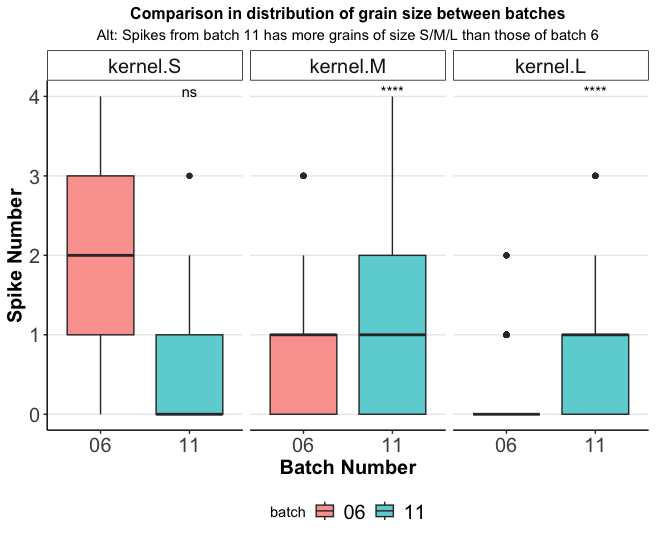 Comparison in distribution of grain size between batches
Alt: Spikes from batch 11 has more grains of size S/M/L than those of batch 6
kernel.S kernel.M kernel.L
ns **** ****
4
3
2
1
0
Spike Number
06 11 06 11 06 11
Batch Number
batch 06 11